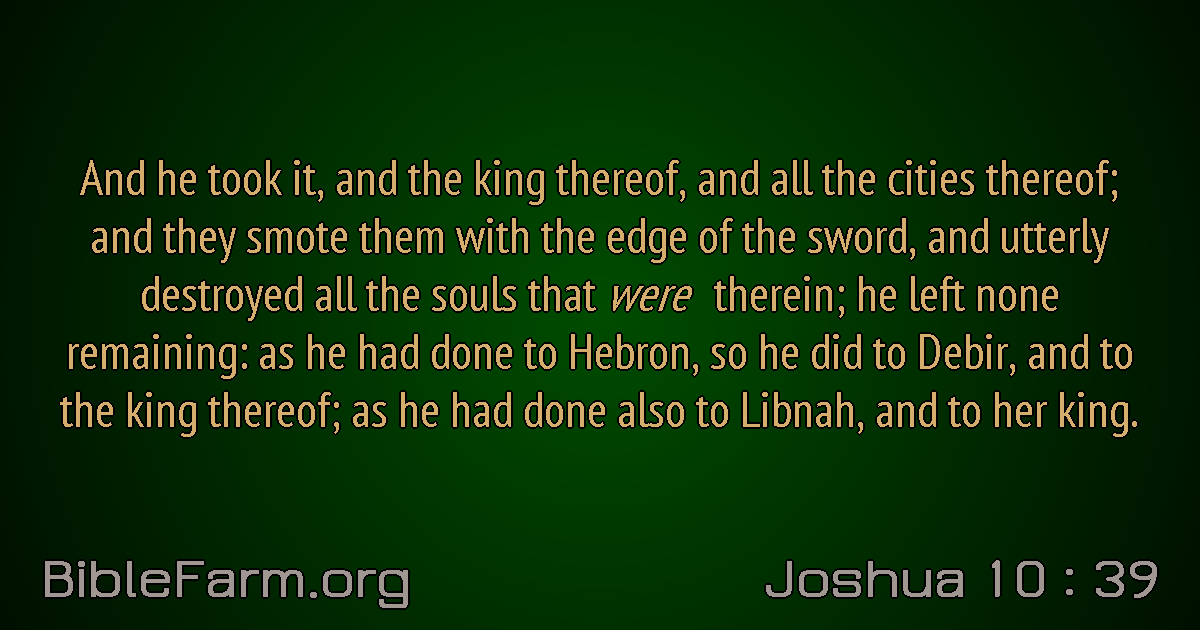 And he took it, and the king thereof, and all the cities thereof;
and they smote them with the edge of the sword, and utterly
destroyed all the souls that were therein; he left none
remaining: as he had done to Hebron, so he did to Debir, and to
the king thereof; as he had done also to Libnah, and to her king.
BibleFarm.org
Joshua 10 : 39